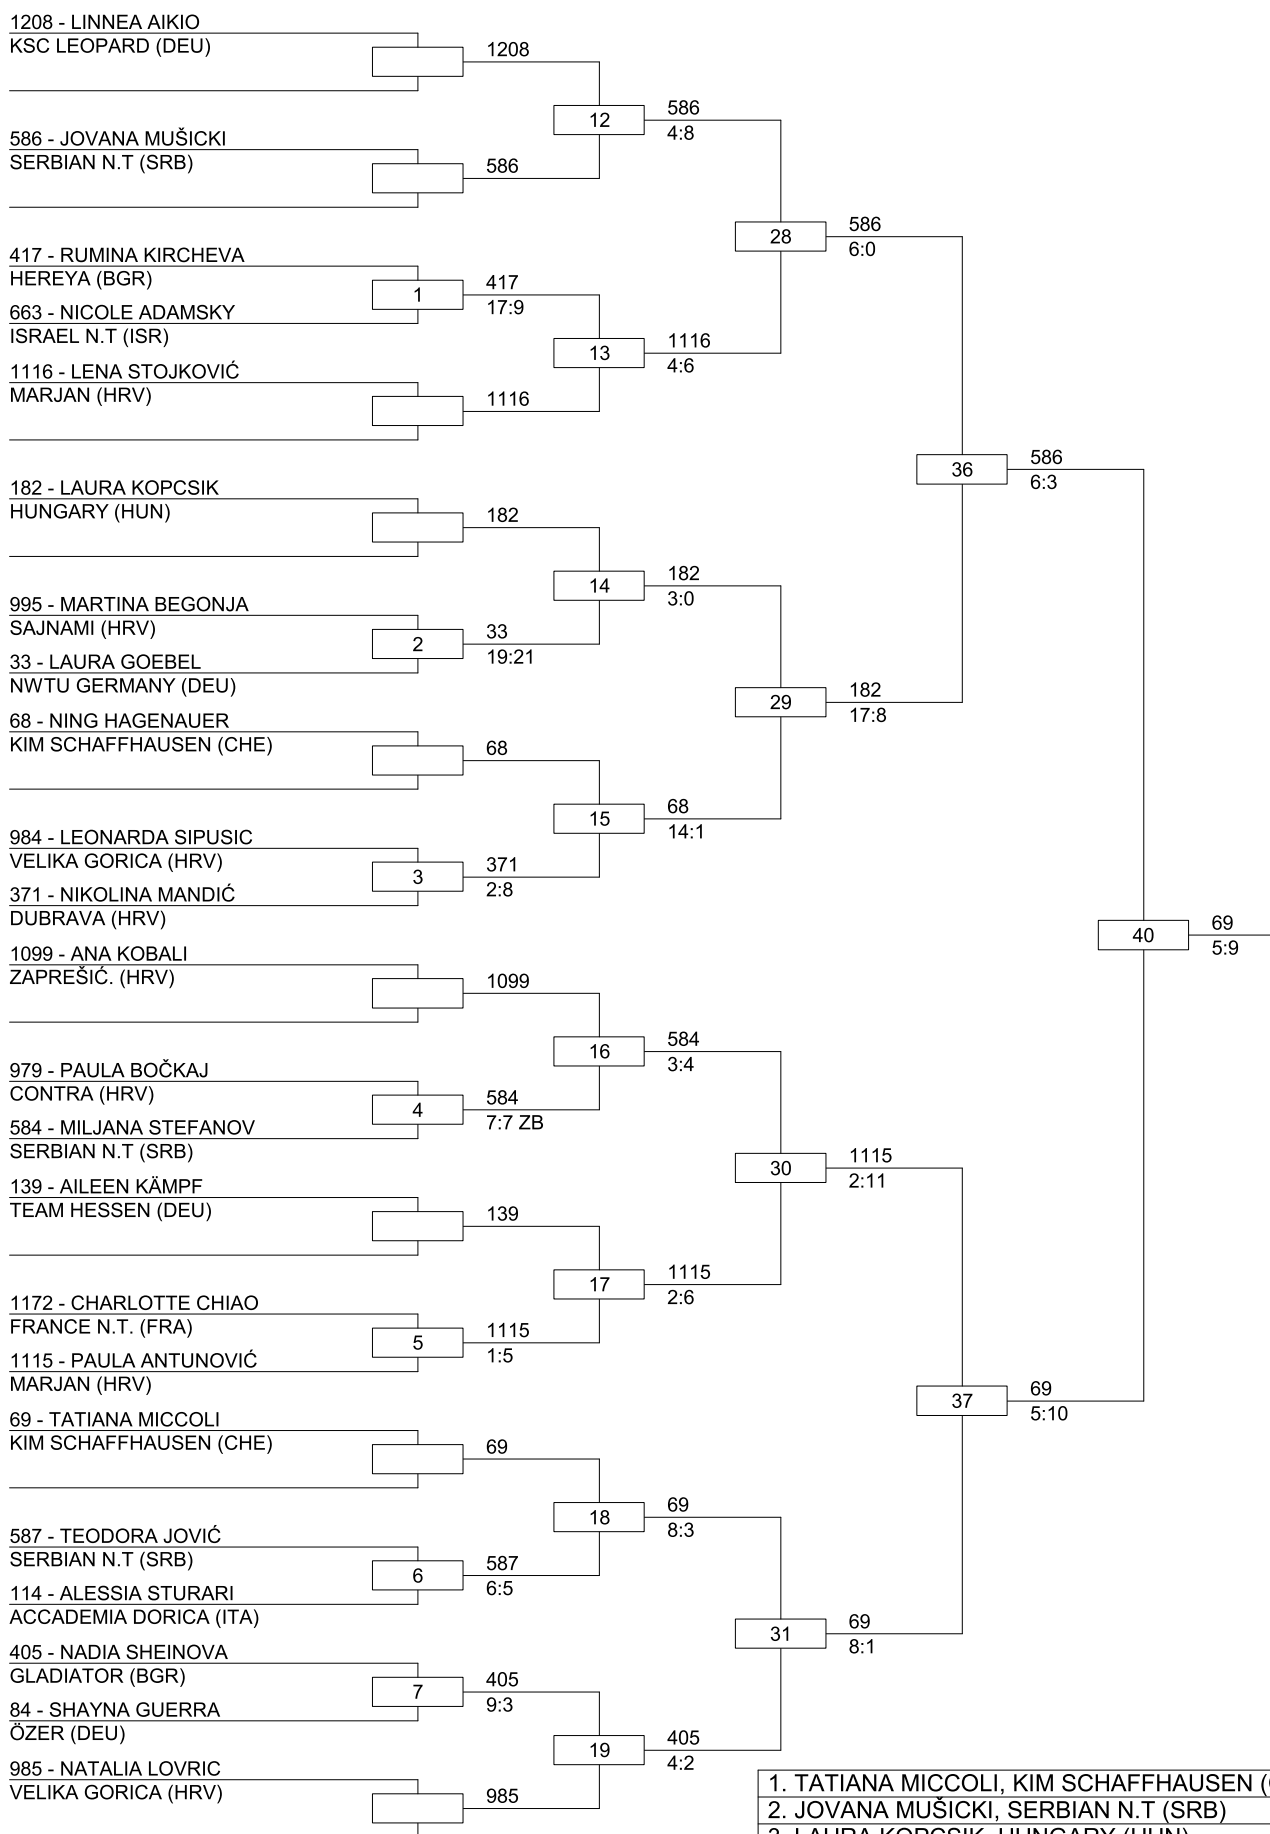 1208 - LINNEA AIKIO
KSC LEOPARD (DEU)
1208
12
586
4:8
586 - JOVANA MUŠICKI
SERBIAN N.T (SRB)
586
28
586
6:0
417 - RUMINA KIRCHEVA
HEREYA (BGR)
1
417
17:9
663 - NICOLE ADAMSKY
ISRAEL N.T (ISR)
13
1116
4:6
1116 - LENA STOJKOVIĆ
MARJAN (HRV)
1116
36
586
6:3
182 - LAURA KOPCSIK
HUNGARY (HUN)
182
14
182
3:0
995 - MARTINA BEGONJA
SAJNAMI (HRV)
2
33
19:21
33 - LAURA GOEBEL
NWTU GERMANY (DEU)
29
182
17:8
68 - NING HAGENAUER
KIM SCHAFFHAUSEN (CHE)
68
15
68
14:1
984 - LEONARDA SIPUSIC
VELIKA GORICA (HRV)
3
371
2:8
371 - NIKOLINA MANDIĆ
DUBRAVA (HRV)
40
69
5:9
1099 - ANA KOBALI
ZAPREŠIĆ. (HRV)
1099
16
584
3:4
979 - PAULA BOČKAJ
CONTRA (HRV)
4
584
7:7 ZB
584 - MILJANA STEFANOV
SERBIAN N.T (SRB)
30
1115
2:11
139 - AILEEN KÄMPF
TEAM HESSEN (DEU)
139
17
1115
2:6
1172 - CHARLOTTE CHIAO
FRANCE N.T. (FRA)
5
1115
1:5
1115 - PAULA ANTUNOVIĆ
MARJAN (HRV)
37
69
5:10
69 - TATIANA MICCOLI
KIM SCHAFFHAUSEN (CHE)
69
18
69
8:3
587 - TEODORA JOVIĆ
SERBIAN N.T (SRB)
6
587
6:5
114 - ALESSIA STURARI
ACCADEMIA DORICA (ITA)
31
69
8:1
405 - NADIA SHEINOVA
GLADIATOR (BGR)
7
405
9:3
84 - SHAYNA GUERRA
ÖZER (DEU)
19
405
4:2
985 - NATALIA LOVRIC
VELIKA GORICA (HRV)
985
1. TATIANA MICCOLI, KIM SCHAFFHAUSEN (
2. JOVANA MUŠICKI, SERBIAN N.T (SRB)
3. LAURA KOPCSIK, HUNGARY (HUN)